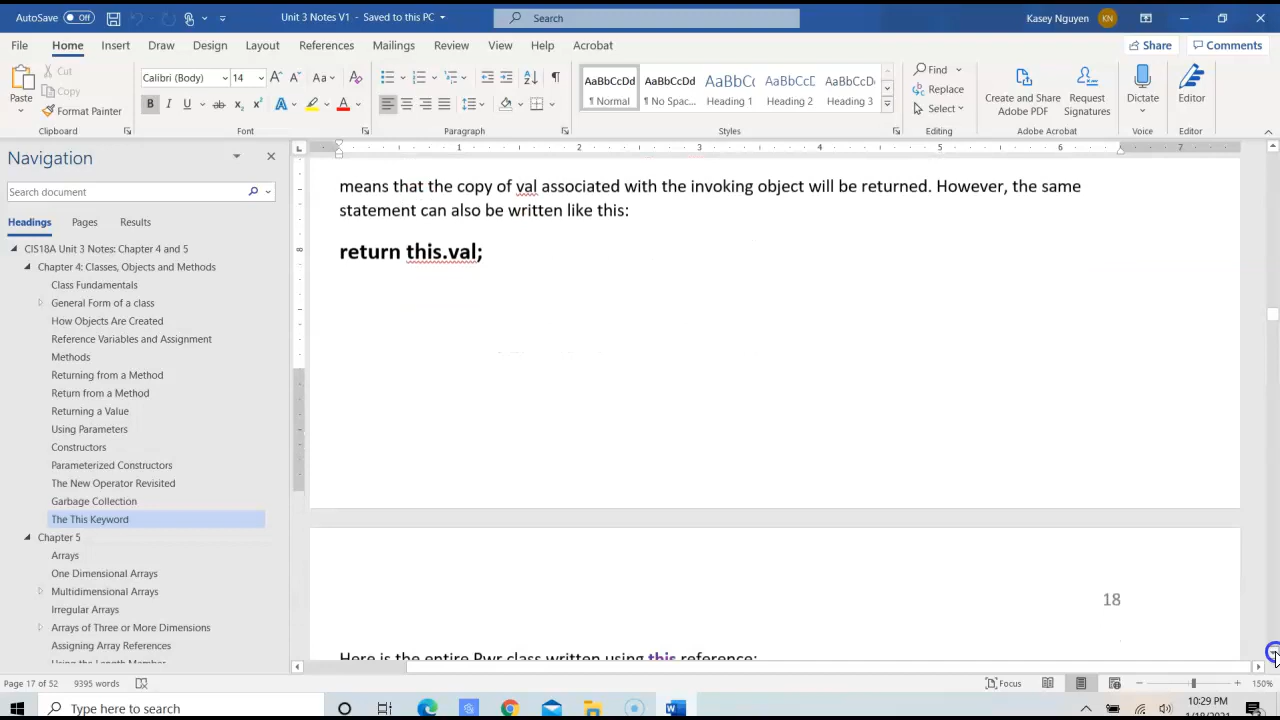 AutoSave Off Unit 3 Notes V1 - Saved to this PC Search Kasey Nguyen KN
File Home Insert Draw Design Layout References Mailings Review View Help Acrobat Share Comments
Paste Cut Copy Format Painter
Clipboard
Calibri (Body) 14
Font
Paragraph
AaBbCcDd AaBbCcDd AaBbCc AaBbCcD AaBbCcDd
¶ Normal ¶ No Spac... Heading 1 Heading 2 Heading 3
Styles
Find
Replace
Select
Editing
Create and Share Adobe PDF
Request Signatures
Adobe Acrobat
Dictate
Voice
Editor
Editor
Navigation
Search document
Headings Pages Results
CIS18A Unit 3 Notes: Chapter 4 and 5
Chapter 4: Classes, Objects and Methods
Class Fundamentals
General Form of a class
How Objects Are Created
Reference Variables and Assignment
Methods
Returning from a Method
Return from a Method
Returning a Value
Using Parameters
Constructors
Parameterized Constructors
The New Operator Revisited
Garbage Collection
The This Keyword
Chapter 5
Arrays
One Dimensional Arrays
Multidimensional Arrays
Irregular Arrays
Arrays of Three or More Dimensions
Assigning Array References
Using the Length Member
1 2 3 4 5 6 7
means that the copy of val associated with the invoking object will be returned. However, the same
statement can also be written like this:
return this.val;
18
Here is the entire Pwr class written using this reference:
Page 17 of 52 9395 words Focus 150%
Type here to search
10:29 PM
1/18/2021